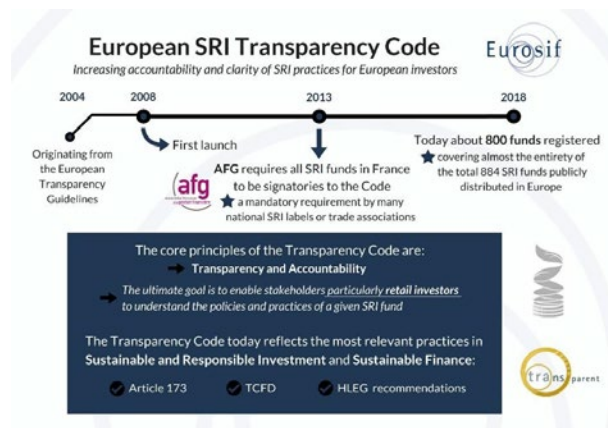 European SRI Transparency Code
Increasing accountability and clarity of SRI practices for European investors
Eurosif
2004
2008
2013
2018
Originating from
the European
Transparency
Guidelines
First launch
afg
AFG requires all SRI funds in France
to be signatories to the Code
a mandatory requirement by many
national SRI labels or trade associations
Today about 800 funds registered
covering almost the entirety of
the total 884 SRI funds publicly
distributed in Europe
The core principles of the Transparency Code are:
Transparency and Accountability
The ultimate goal is to enable stakeholders particularly retail investors
to understand the policies and practices of a given SRI fund
The Transparency Code today reflects the most relevant practices in
Sustainable and Responsible Investment and Sustainable Finance:
Article 173
TCFD
HLEG recommendations
transparent